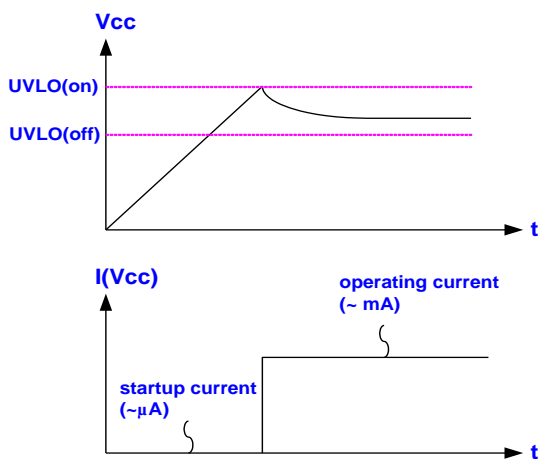 Vcc
UVLO(on)
UVLO(off)
t
I(Vcc)
operating current
(~ mA)
startup current
(~μA)
t